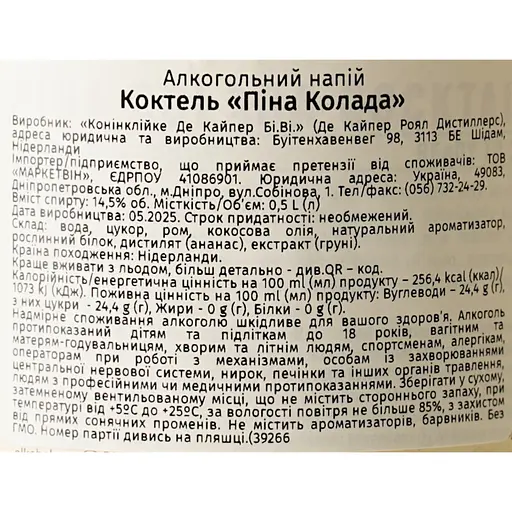 Алкогольний напій
Коктель «Піна Колада»
Виробник: «Конінклійке Де Кайпер Бі.Ві.» (Де Кайпер Роял Дистиллерс),
адреса юридична та виробництва: Буітенхавенвег 98, 3113 БЕ Шідам,
Нідерланди
Імпортер/підприємство, що приймає претензії від споживачів: ТОВ
«МАРКЕТВІН», ЄДРПОУ 41086901. Юридична адреса: Україна, 49083,
Дніпропетровська обл., м.Дніпро, вул.Собінова, 1. Тел/факс: (056) 732-24-29.
Вміст спирту: 14,5% об. Місткість/Об'єм: 0,5 L (л)
Дата виробництва: 05.2025. Строк придатності: необмежений.
Склад: вода, цукор, ром, кокосова олія, натуральний ароматизатор,
рослинний білок, дистилят (ананас), екстракт (груні).
Країна походження: Нідерланди.
Краще вживати з льодом, більш детально - див.QR – код.
Калорійність/енергетична цінність на 100 ml (мл) продукту – 256,4 kcal (ккал)/
1073 kJ (кДж). Поживна цінність на 100 ml (мл) продукту: Вуглеводи – 24,4 g (г),
з них цукри - 24,4 g (г), Жири - 0 g (г), Білки - 0 g (г).
Надмірне споживання алкоголю шкідливе для вашого здоров'я, Алкоголь
протипоказаний дітям та підліткам до 18 років, вагітним та
матерям-годувальницям, хворим та літнім людям, спортсменам, алергікам,
операторам при роботі з механізмами, особам із захворюваннями
центральної нервової системи, нирок, печінки та інших органів травлення,
людям з професійними чи медичними протипоказаннями. Зберігати у сухому,
затемненому вентильованому місці, що не містить стороннього запаху, при
температурі від +5ºС до +25ºС, за вологості повітря не більше 85%, з захистом
від прямих сонячних променів. Не містить ароматизаторів, барвників. Без
ГМО. Номер партії дивись на пляшці.(39266